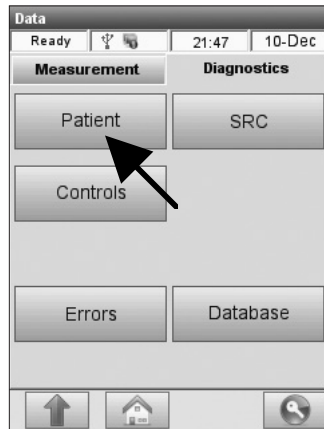 Data
Ready 21:47 10-Dec
Measurement Diagnostics
Patient SRC
Controls
Errors Database